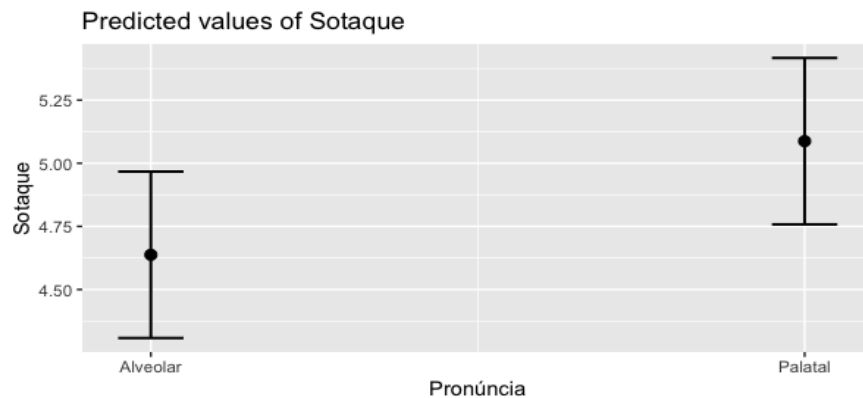 Predicted values of Sotaque
5.25
5.00
4.75
4.50
Sotaque
Alveolar
Palatal
Pronúncia